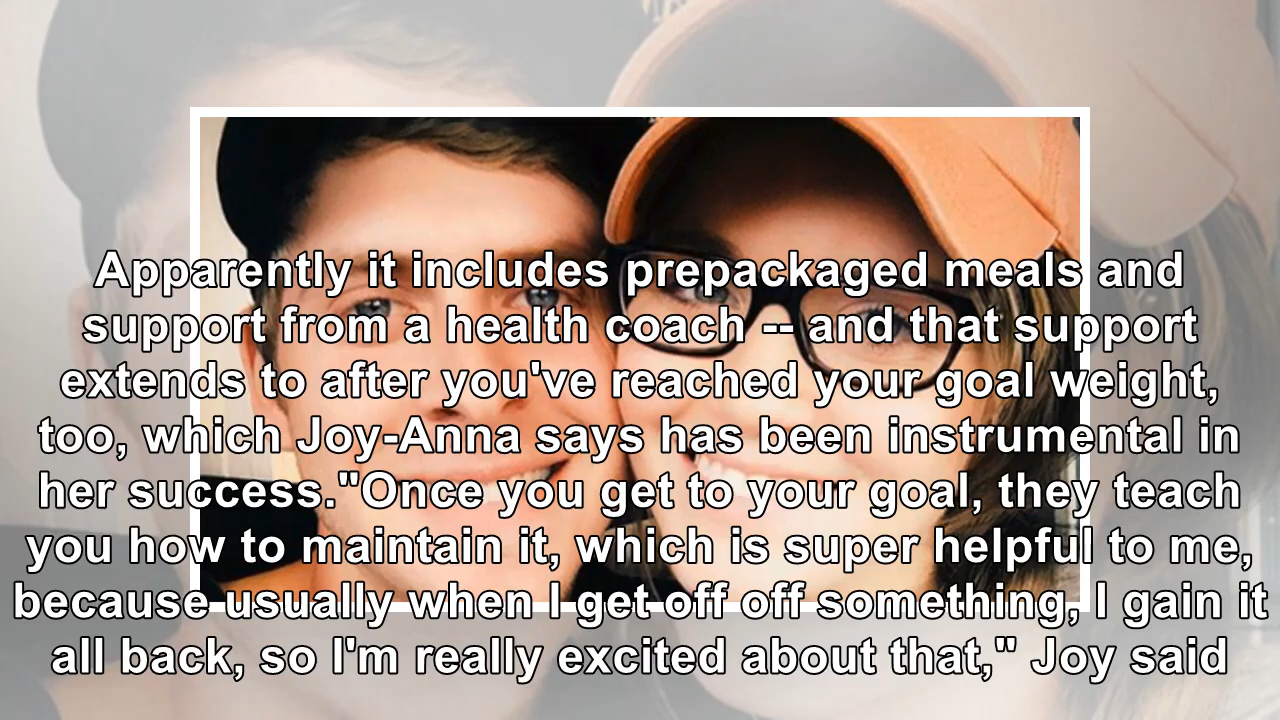 Apparently it includes prepackaged meals and
support from a health coach -- and that support
extends to after you've reached your goal weight,
too, which Joy-Anna says has been instrumental in
her success."Once you get to your goal, they teach
you how to maintain it, which is super helpful to me,
because usually when I get off off something, I gain it
all back, so I'm really excited about that," Joy said